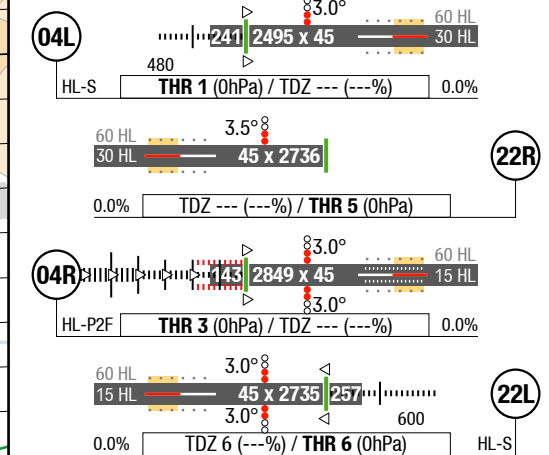 3.0°
60 HL
04L 241 2495 x 45 30 HL
480
HL-S THR 1 (0hPa) / TDZ --- (---%) 0.0%
60 HL 3.5°
30 HL 45 x 2736 22R
0.0% TDZ --- (---%) / THR 5 (0hPa)
3.0°
60 HL
04R 143 2849 x 45 15 HL
3.0°
HL-P2F THR 3 (0hPa) / TDZ --- (---%) 0.0%
60 HL 3.0°
15 HL 45 x 2735 257 22L
3.0° 600
0.0% TDZ 6 (---%) / THR 6 (0hPa) HL-S